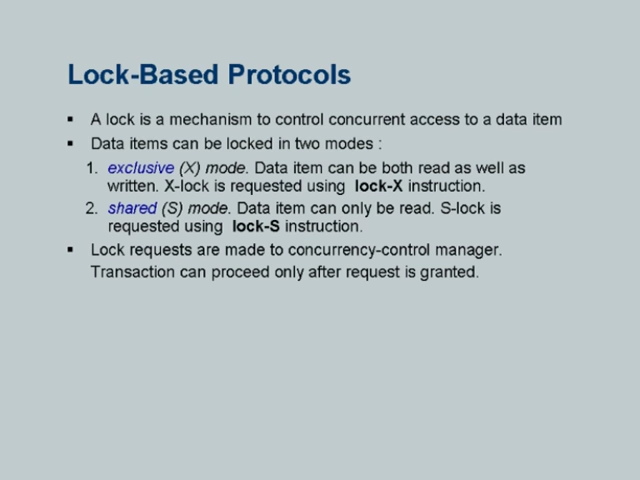 Lock-Based Protocols
▪ A lock is a mechanism to control concurrent access to a data item
▪ Data items can be locked in two modes :
1. exclusive (X) mode. Data item can be both read as well as
written. X-lock is requested using lock-X instruction.
2. shared (S) mode. Data item can only be read. S-lock is
requested using lock-S instruction.
▪ Lock requests are made to concurrency-control manager.
Transaction can proceed only after request is granted.